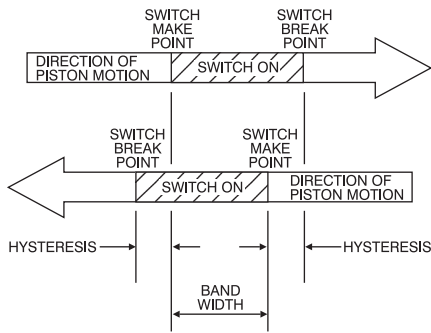 SWITCH
MAKE
POINT
SWITCH
BREAK
POINT
DIRECTION OF
PISTON MOTION
SWITCH ON
SWITCH
BREAK
POINT
SWITCH
MAKE
POINT
SWITCH ON
DIRECTION OF
PISTON MOTION
HYSTERESIS
HYSTERESIS
BAND
WIDTH